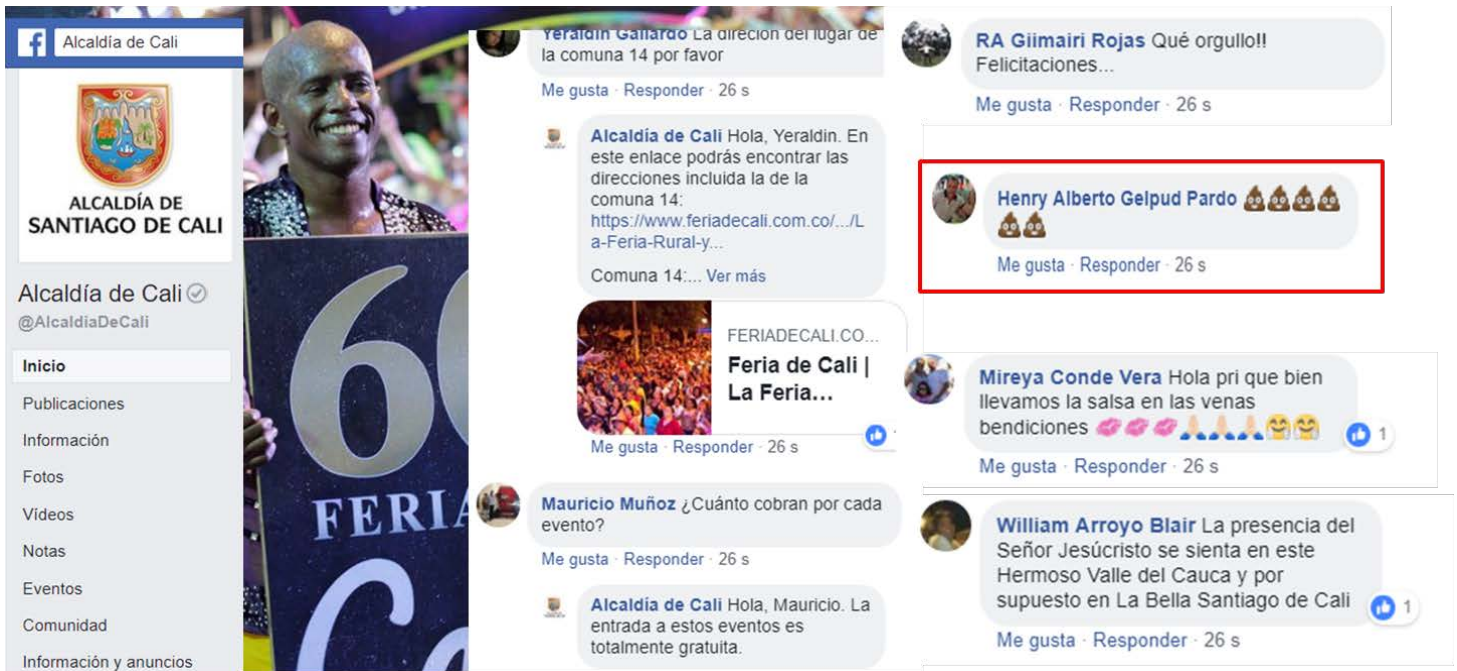 Alcaldía de Cali
ALCALDÍA DE
SANTIAGO DE CALI
Alcaldía de Cali
@AlcaldiaDeCali
Inicio
Publicaciones
Información
Fotos
Vídeos
Notas
Eventos
Comunidad
Información y anuncios
60
FERIA
Yeraldin Gallardo La direción del lugar de
la comuna 14 por favor
Me gusta · Responder · 26 s
Alcaldía de Cali Hola, Yeraldin. En
este enlace podrás encontrar las
direcciones incluida la de la
comuna 14:
https://www.feriadecali.com.co/.../L
a-Feria-Rural-y...
Comuna 14:... Ver más
FERIADECALI.CO...
Feria de Cali |
La Feria...
Me gusta · Responder · 26 s
Mauricio Muñoz ¿Cuánto cobran por cada
evento?
Me gusta · Responder · 26 s
Alcaldía de Cali Hola, Mauricio. La
entrada a estos eventos es
totalmente gratuita.
RA Giimairi Rojas Qué orgullo!!
Felicitaciones...
Me gusta · Responder · 26 s
Henry Alberto Gelpud Pardo 💩💩💩💩
💩💩
Me gusta · Responder · 26 s
Mireya Conde Vera Hola pri que bien
llevamos la salsa en las venas
bendiciones 💋💋💋🙏🙏🙏🤗🤗
1
Me gusta · Responder · 26 s
William Arroyo Blair La presencia del
Señor Jesúcristo se sienta en este
Hermoso Valle del Cauca y por
supuesto en La Bella Santiago de Cali
1
Me gusta · Responder · 26 s